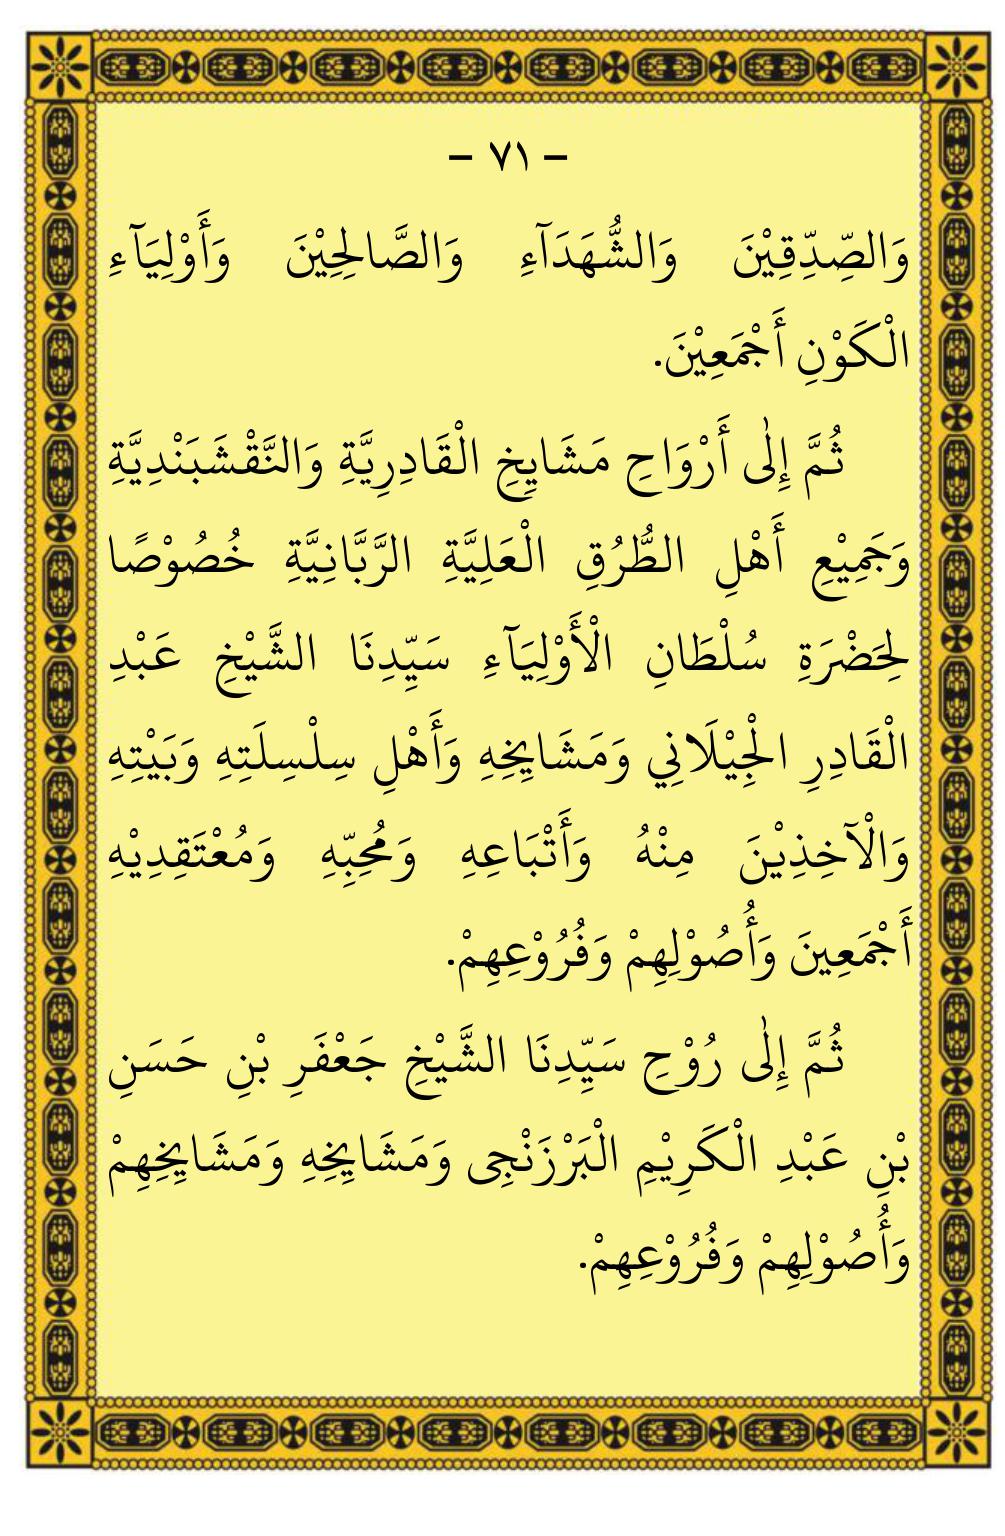 – ٧١ –
وَالصِّدِّقِيْنَ وَالشُّهَدَآءِ وَالصَّالِحِيْنَ وَأَوْلِيَآءِ
الْكَوْنِ أَجْمَعِيْنَ.
ثُمَّ إِلٰى أَرْوَاحِ مَشَايِخِ الْقَادِرِيَّةِ وَالنَّقْشَبَنْدِيَّةِ
وَجَمِيْعِ أَهْلِ الطُّرُقِ الْعَلِيَّةِ الرَّبَّانِيَّةِ خُصُوْصًا
لِحَضْرَةِ سُلْطَانِ الْأَوْلِيَآءِ سَيِّدِنَا الشَّيْخِ عَبْدِ
الْقَادِرِ الْجِيْلَانِي وَمَشَايِخِهِ وَأَهْلِ سِلْسِلَتِهِ وَبَيْتِهِ
وَالْآخِذِيْنَ مِنْهُ وَأَتْبَاعِهِ وَمُحِبِّهِ وَمُعْتَقِدِيْهِ
أَجْمَعِينَ وَأُصُوْلِهِمْ وَفُرُوْعِهِمْ.
ثُمَّ إِلٰى رُوْحِ سَيِّدِنَا الشَّيْخِ جَعْفَرِ بْنِ حَسَنِ
بْنِ عَبْدِ الْكَرِيْمِ الْبَرْزَنْجِى وَمَشَايِخِهِ وَمَشَايِخِهِمْ
وَأُصُوْلِهِمْ وَفُرُوْعِهِمْ.